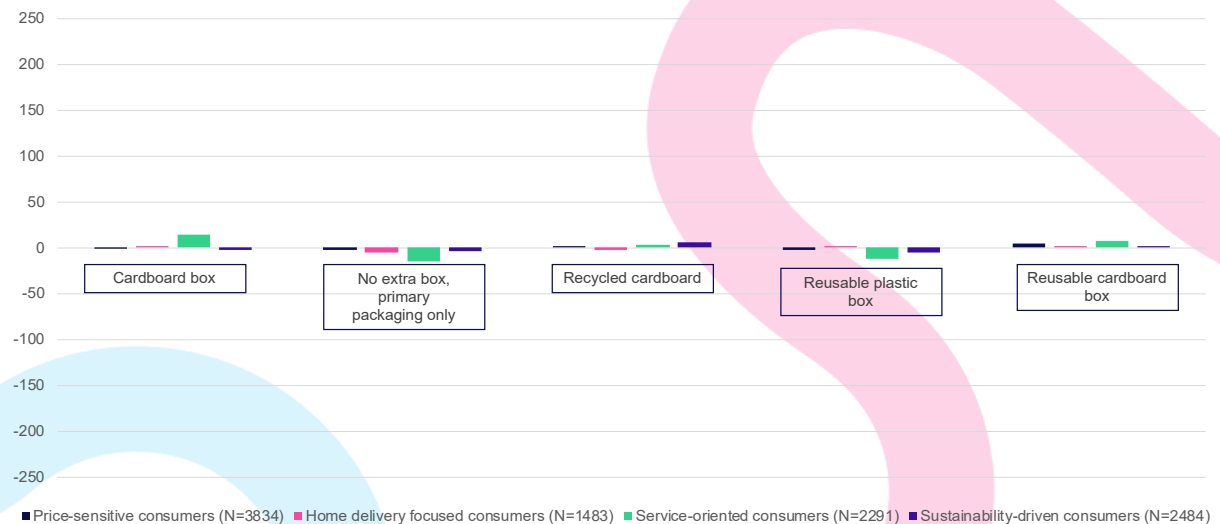 250
200
150
100
50
0
-50
-100
-150
-200
-250
Cardboard box
No extra box,
primary
packaging only
Recycled cardboard
Reusable plastic
box
Reusable cardboard
box
Price-sensitive consumers (N=3834) Home delivery focused consumers (N=1483) Service-oriented consumers (N=2291) Sustainability-driven consumers (N=2484)